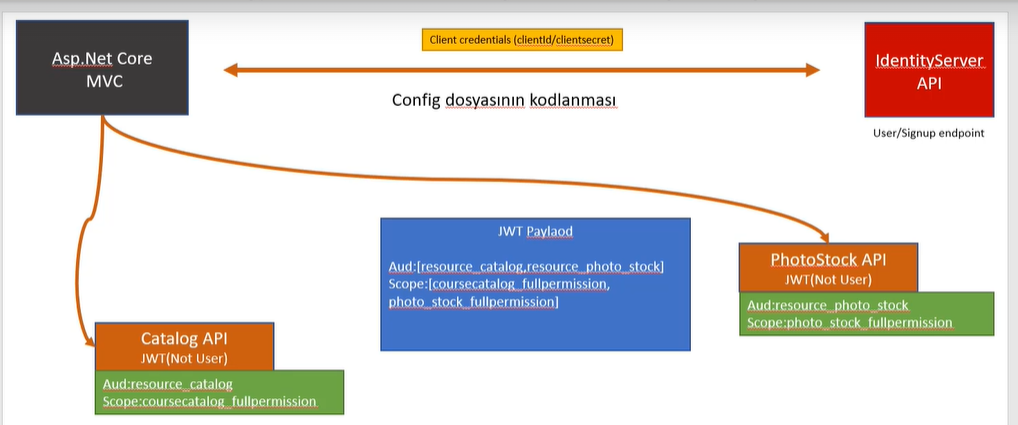 Asp.Net Core
MVC
Client credentials (clientId/clientsecret)
Config dosyasının kodlanması
IdentityServer
API
User/Signup endpoint
JWT Paylaod
Aud:[resource_catalog,resource_photo_stock]
Scope:[coursecatalog_fullpermission,
photo_stock_fullpermission]
PhotoStock API
JWT(Not User)
Aud:resource_photo_stock
Scope:photo_stock_fullpermission
Catalog API
JWT(Not User)
Aud:resource_catalog
Scope:coursecatalog_fullpermission